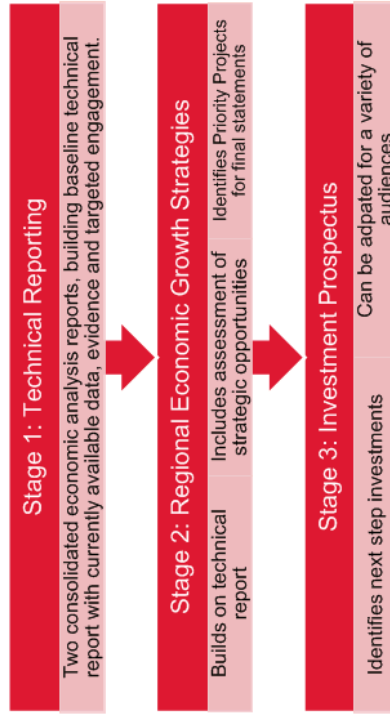 Stage 1: Technical Reporting
Two consolidated economic analysis reports, building baseline technical
report with currently available data, evidence and targeted engagement.
Stage 2: Regional Economic Growth Strategies
Builds on technical
report
Includes assessment of
strategic opportunities
Identifies Priority Projects
for final statements
Stage 3: Investment Prospectus
Identifies next step investments
Can be adpated for a variety of
audiences